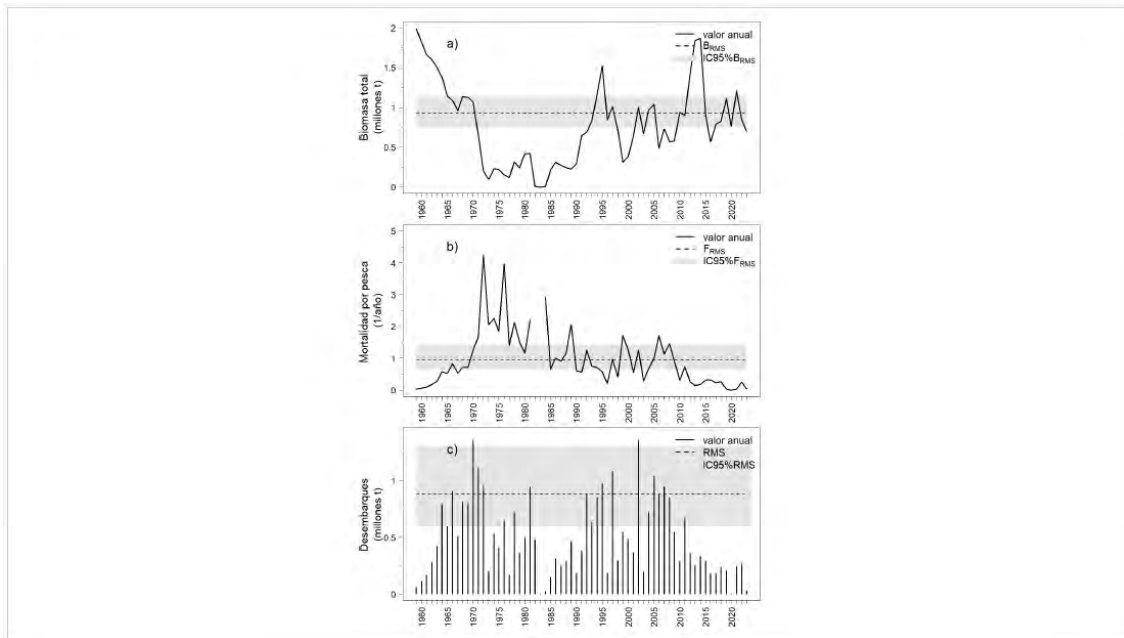 a)
valor anual
B_RMS
IC95%B_RMS
Biomasa total
(millones t)
2
1.5
1
0.5
0
1960 1965 1970 1975 1980 1985 1990 1995 2000 2005 2010 2015 2020
b)
valor anual
F_RMS
IC95%F_RMS
Mortalidad por pesca
(1/año)
5
4
3
2
1
0
1960 1965 1970 1975 1980 1985 1990 1995 2000 2005 2010 2015 2020
c)
valor anual
RMS
IC95%RMS
Desembarques
(millones t)
1
0.5
0
1960 1965 1970 1975 1980 1985 1990 1995 2000 2005 2010 2015 2020